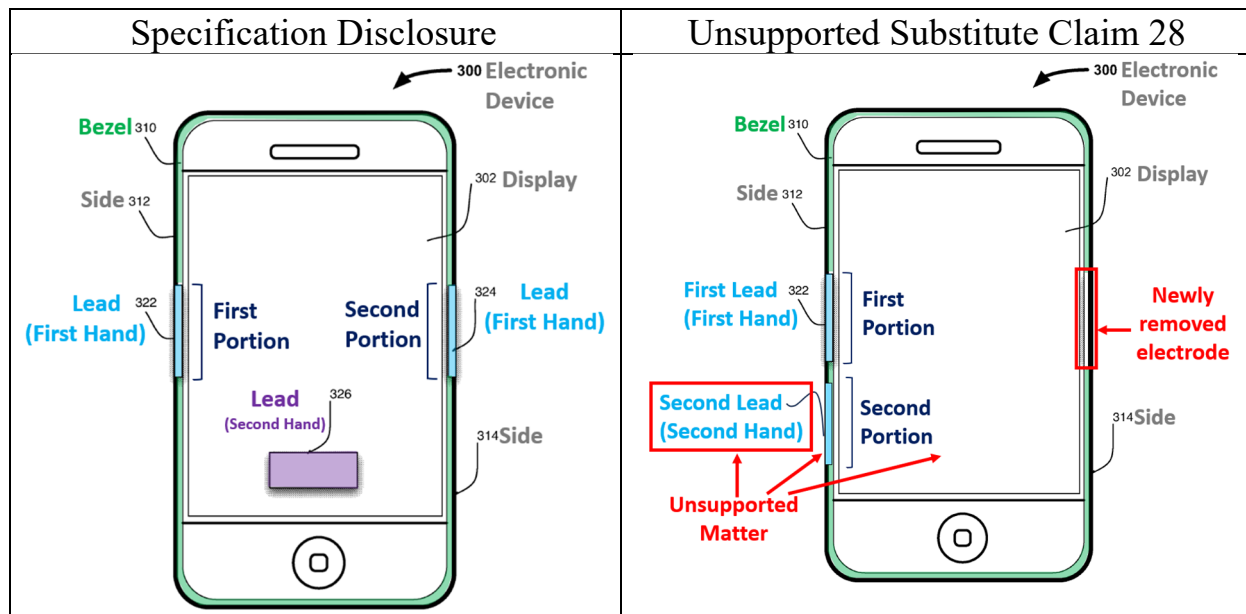 Specification Disclosure
300 Electronic
Device
Bezel 310
302 Display
Side 312
322
Lead
(First Hand)
First
Portion
Second
Portion
324
Lead
(First Hand)
Lead
(Second Hand)
326
314 Side
Unsupported Substitute Claim 28
300 Electronic
Device
Bezel 310
302 Display
Side 312
First Lead
322
(First Hand)
First
Portion
Newly
removed
electrode
Second Lead
(Second Hand)
Second
Portion
314 Side
Unsupported
Matter